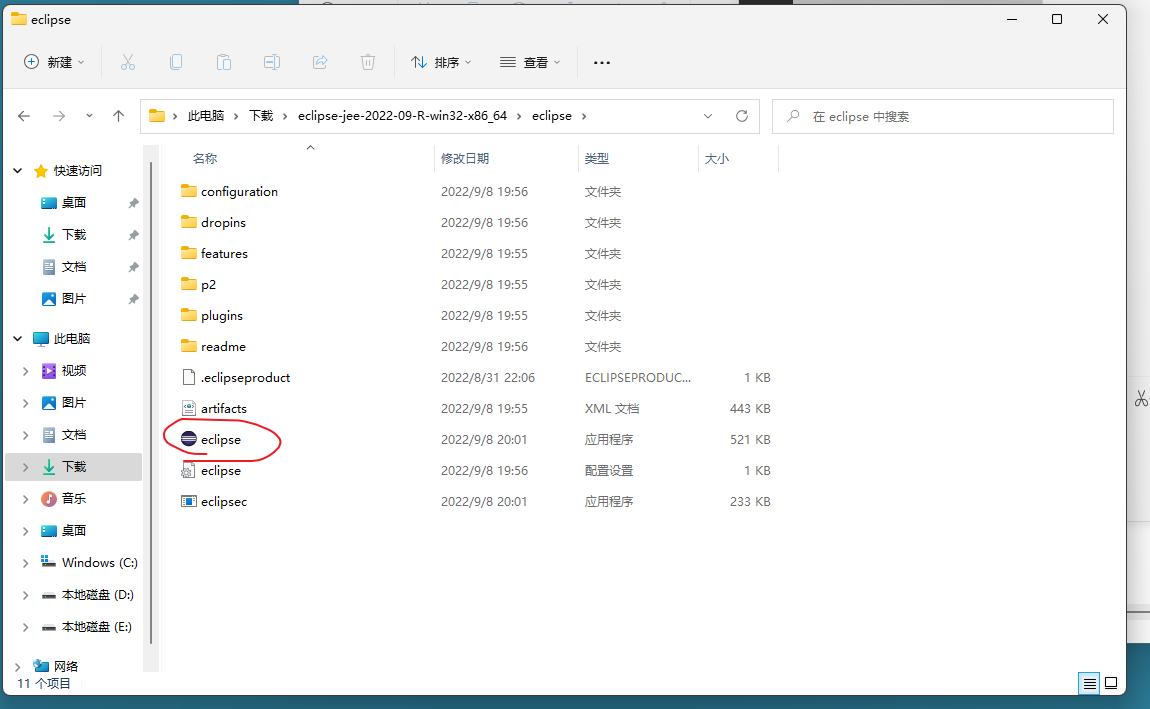 eclipse
新建
排序
查看
此电脑
下载
eclipse-jee-2022-09-R-win32-x86_64
eclipse
在 eclipse 中搜索
快速访问
桌面
下载
文档
图片
此电脑
视频
图片
文档
下载
音乐
桌面
Windows (C:)
本地磁盘 (D:)
本地磁盘 (E:)
网络
名称 修改日期 类型 大小
configuration 2022/9/8 19:56 文件夹
dropins 2022/9/8 19:56 文件夹
features 2022/9/8 19:55 文件夹
p2 2022/9/8 19:55 文件夹
plugins 2022/9/8 19:55 文件夹
readme 2022/9/8 19:56 文件夹
.eclipseproduct 2022/8/31 22:06 ECLIPSEPRODUC... 1 KB
artifacts 2022/9/8 19:55 XML 文档 443 KB
eclipse 2022/9/8 20:01 应用程序 521 KB
eclipse 2022/9/8 19:56 配置设置 1 KB
eclipsec 2022/9/8 20:01 应用程序 233 KB
11 个项目